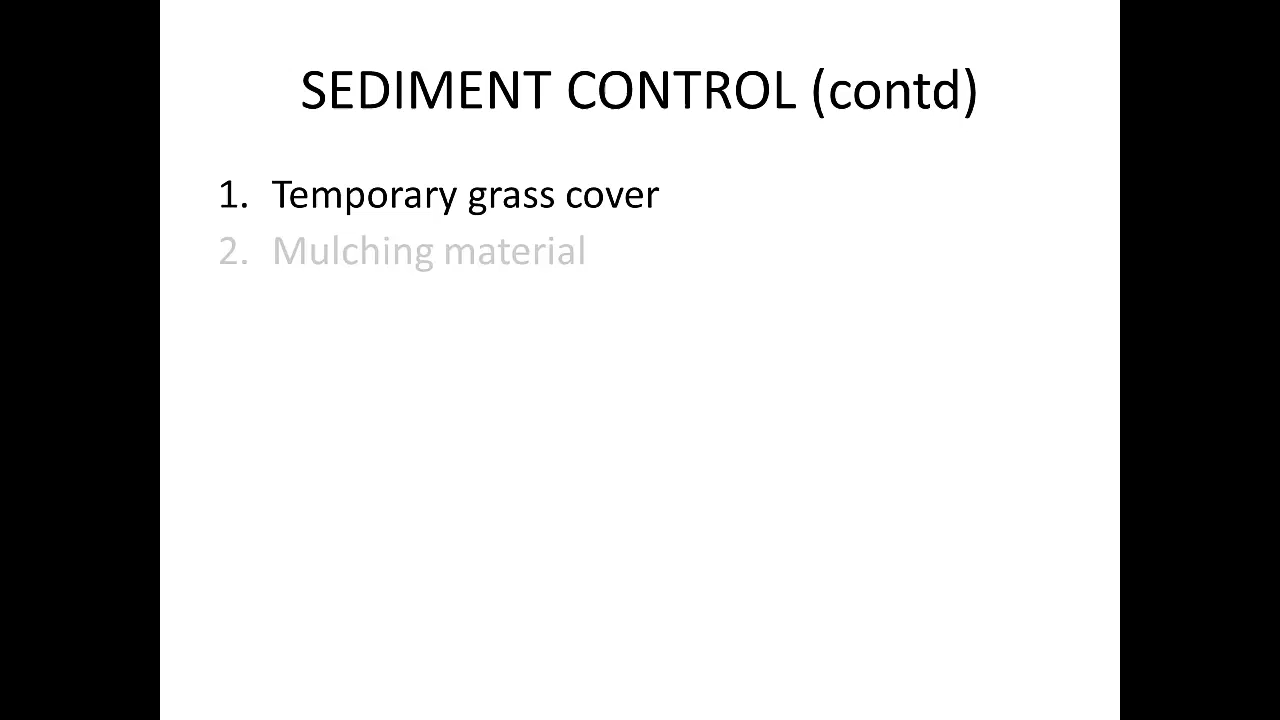 SEDIMENT CONTROL (contd)
1. Temporary grass cover
2. Mulching material